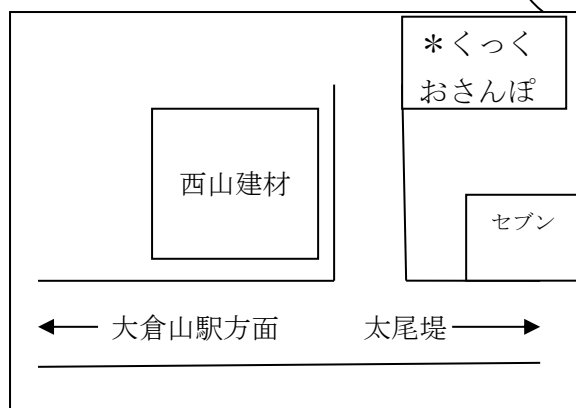 ＊くっく
おさんぽ
西山建材
セブン
大倉山駅方面
太尾堤